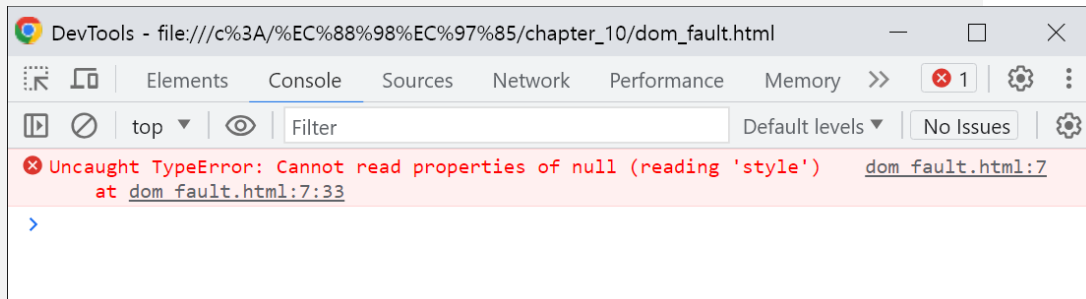 DevTools - file:///c%3A/%EC%88%98%EC%97%85/chapter_10/dom_fault.html
Elements Console Sources Network Performance Memory 1
top Filter Default levels No Issues
Uncaught TypeError: Cannot read properties of null (reading 'style') dom_fault.html:7
at dom_fault.html:7:33